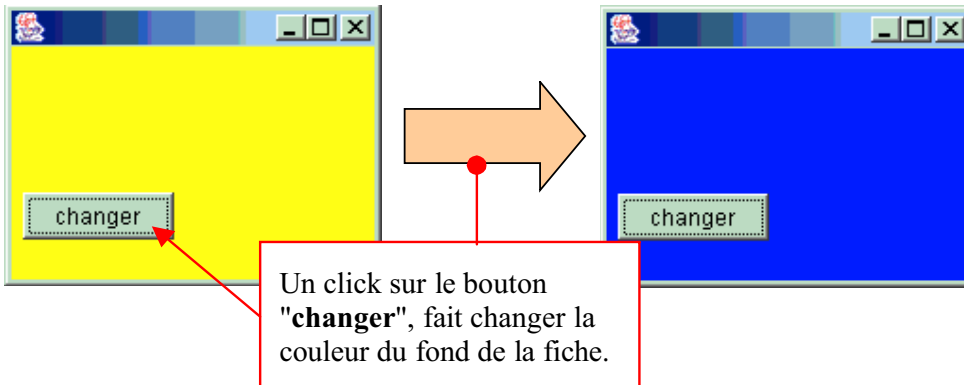 changer
changer
Un click sur le bouton
"changer", fait changer la
couleur du fond de la fiche.